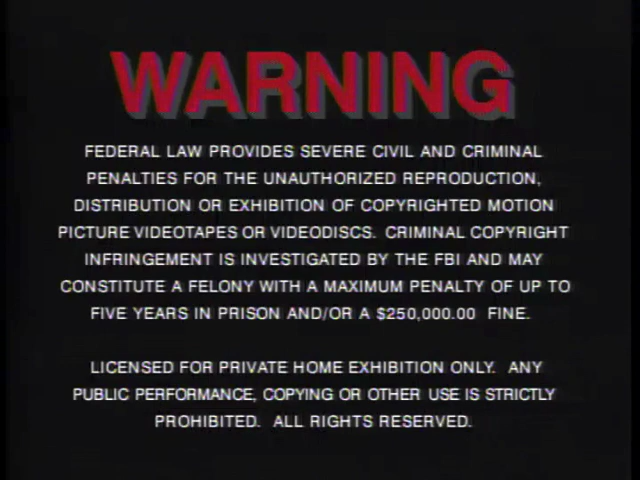 WARNING
FEDERAL LAW PROVIDES SEVERE CIVIL AND CRIMINAL
PENALTIES FOR THE UNAUTHORIZED REPRODUCTION,
DISTRIBUTION OR EXHIBITION OF COPYRIGHTED MOTION
PICTURE VIDEOTAPES OR VIDEODISCS. CRIMINAL COPYRIGHT
INFRINGEMENT IS INVESTIGATED BY THE FBI AND MAY
CONSTITUTE A FELONY WITH A MAXIMUM PENALTY OF UP TO
FIVE YEARS IN PRISON AND/OR A $250,000.00 FINE.
LICENSED FOR PRIVATE HOME EXHIBITION ONLY. ANY
PUBLIC PERFORMANCE, COPYING OR OTHER USE IS STRICTLY
PROHIBITED. ALL RIGHTS RESERVED.